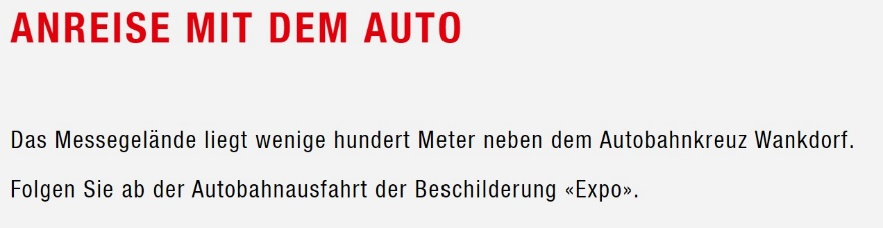 ANREISE MIT DEM AUTO
Das Messegelände liegt wenige hundert Meter neben dem Autobahnkreuz Wankdorf.
Folgen Sie ab der Autobahnausfahrt der Beschilderung «Expo».